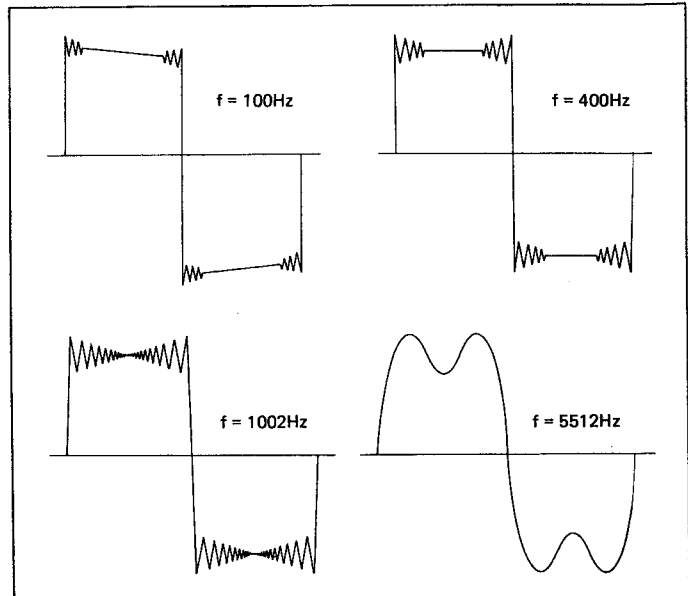 f = 100Hz
f = 400Hz
f = 1002Hz
f = 5512Hz